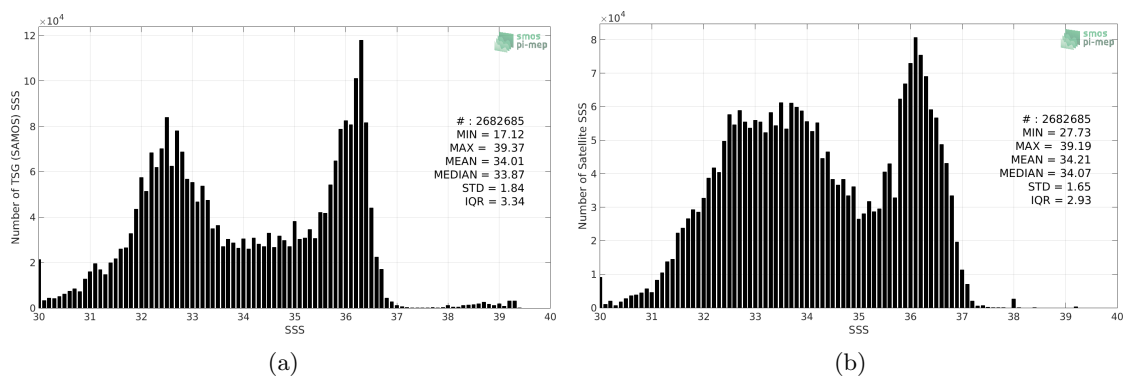 ×10⁴
12
10
8
6
4
2
0
Number of TSG (SAMOS) SSS
30 31 32 33 34 35 36 37 38 39 40
SSS
smos
pi-mep
# : 2682685
MIN = 17.12
MAX = 39.37
MEAN = 34.01
MEDIAN = 33.87
STD = 1.84
IQR = 3.34
(a)
×10⁴
8
7
6
5
4
3
2
1
0
Number of Satellite SSS
30 31 32 33 34 35 36 37 38 39 40
SSS
smos
pi-mep
# : 2682685
MIN = 27.73
MAX = 39.19
MEAN = 34.21
MEDIAN = 34.07
STD = 1.65
IQR = 2.93
(b)